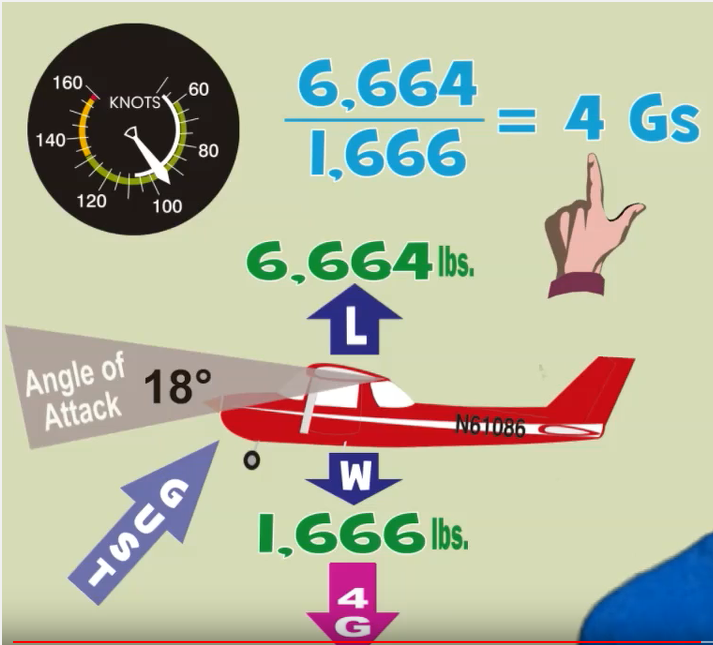 160
KNOTS
60
140
80
120
100
6,664
1,666
= 4 Gs
6,664 lbs.
L
Angle of
Attack
18°
N61086
GUST
W
1,666 lbs.
4
G